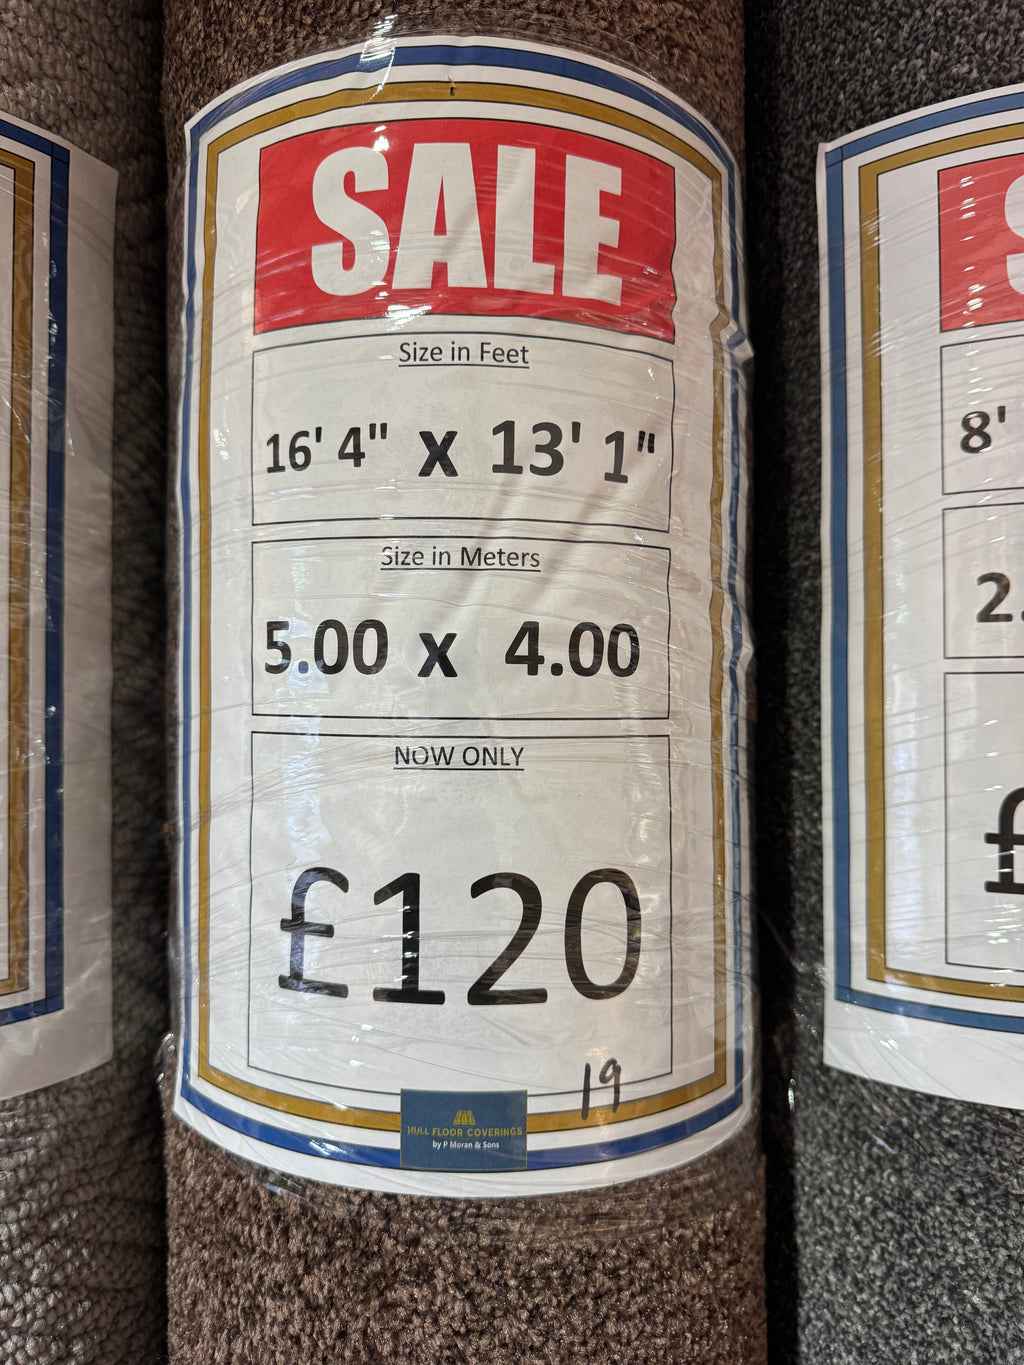 SALE
Size in Feet
16' 4" x 13' 1"
Size in Meters
5.00 x 4.00
NOW ONLY
£120
19
HULL FLOOR COVERINGS
by P Moran & Sons
8'
2.
£